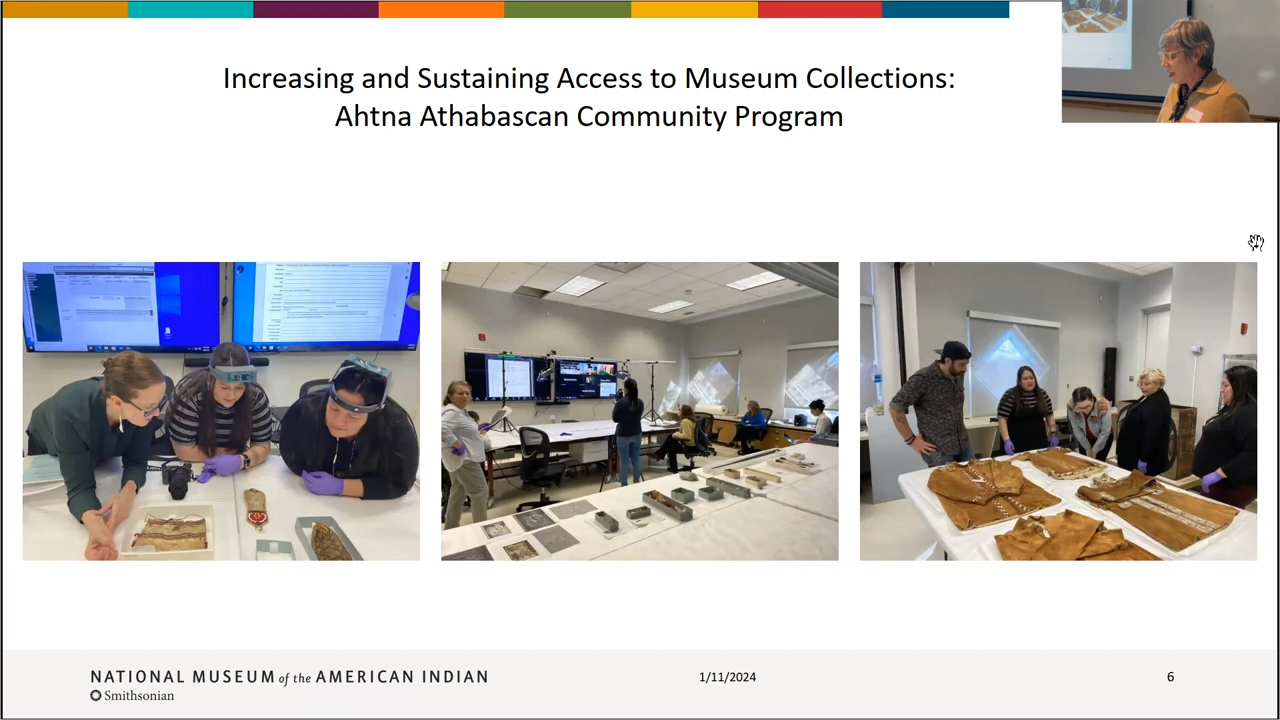 Increasing and Sustaining Access to Museum Collections:
Ahtna Athabascan Community Program
NATIONAL MUSEUM of the AMERICAN INDIAN
Smithsonian
1/11/2024
6